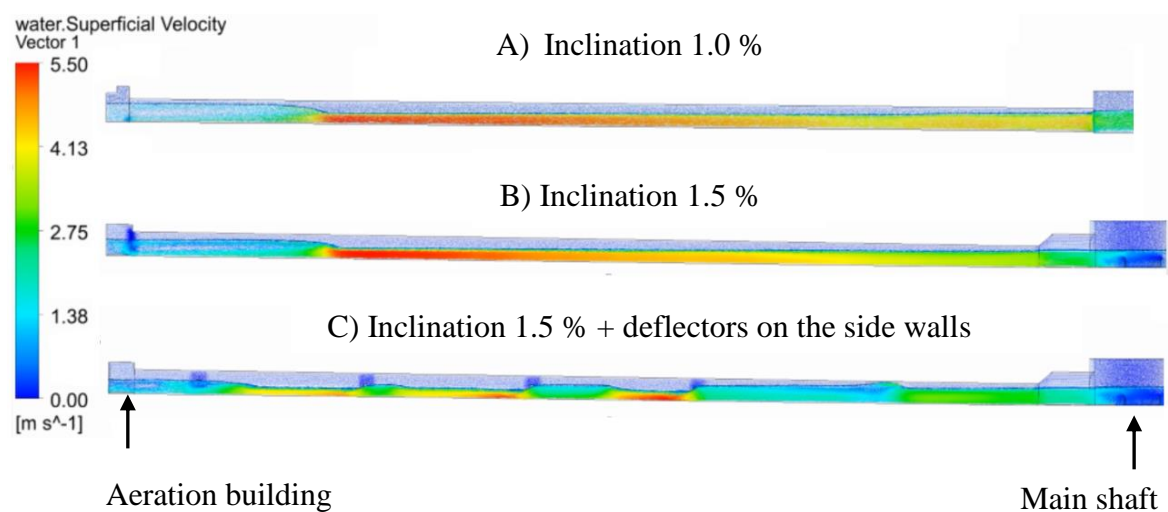 water.Superficial Velocity
Vector 1
5.50
4.13
2.75
1.38
0.00
[m s^-1]
A) Inclination 1.0 %
B) Inclination 1.5 %
C) Inclination 1.5 % + deflectors on the side walls
Aeration building
Main shaft